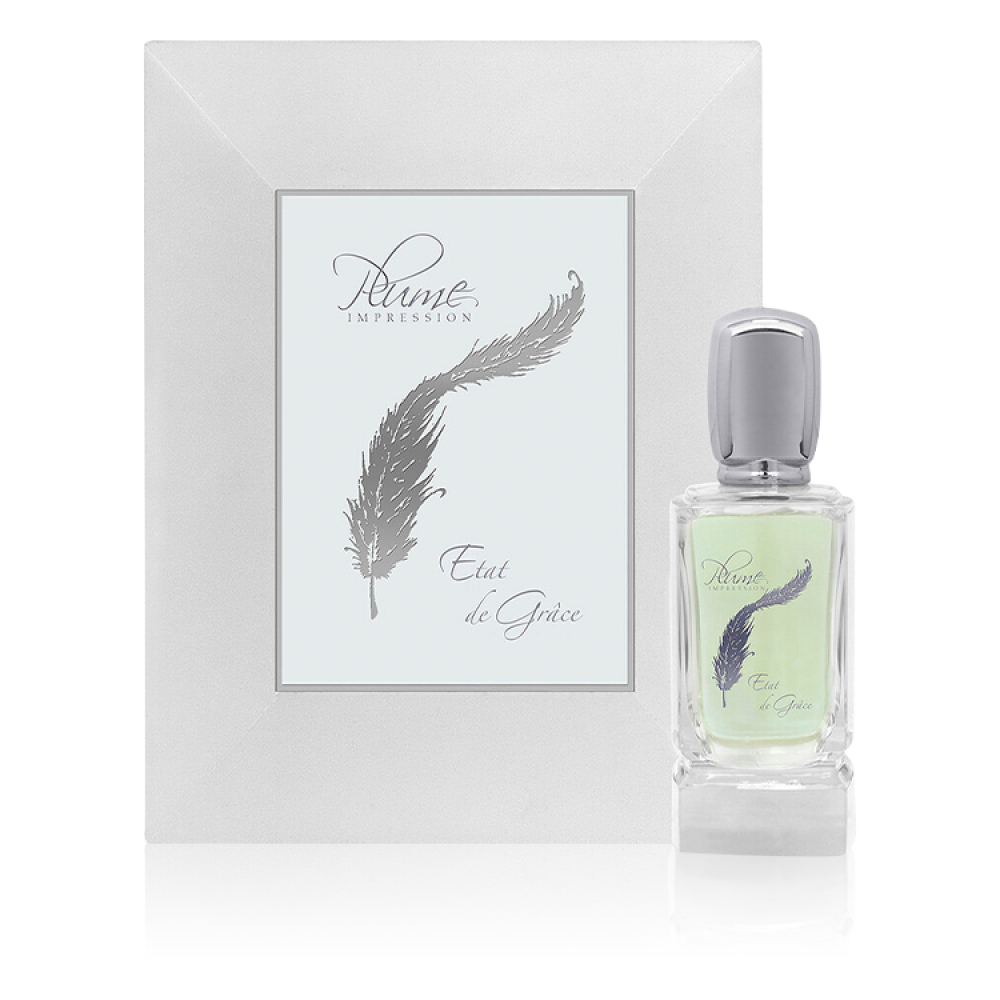 Plume
IMPRESSION
Etat
de Grâce
Plume
IMPRESSION
Etat
de Grâce